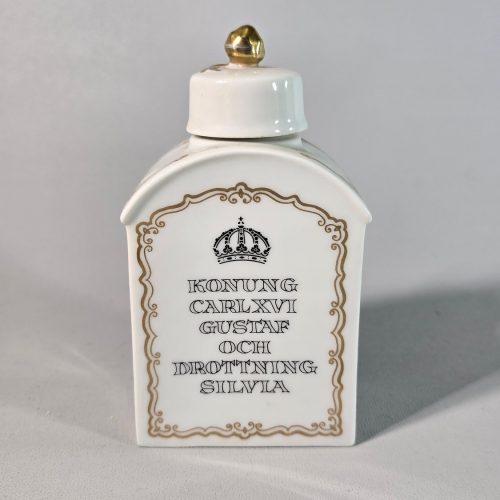 KONUNG
CARL XVI
GUSTAF
OCH
DROTTNING
SILVIA